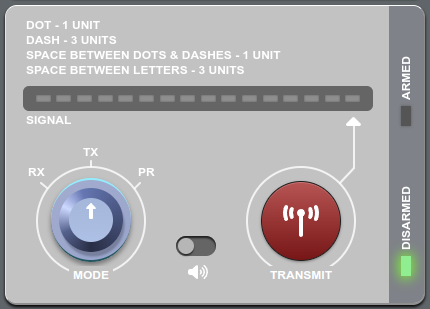 DOT - 1 UNIT
DASH - 3 UNITS
SPACE BETWEEN DOTS & DASHES - 1 UNIT
SPACE BETWEEN LETTERS - 3 UNITS
SIGNAL
ARMED
TX
RX
PR
DISARMED
MODE
TRANSMIT